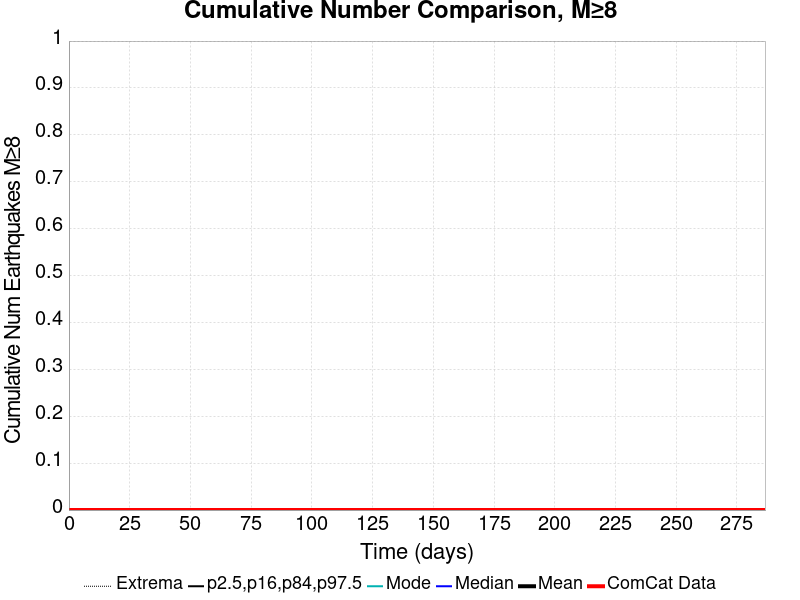 Cumulative Number Comparison, M≥8
Cumulative Num Earthquakes M≥8
1
0.9
0.8
0.7
0.6
0.5
0.4
0.3
0.2
0.1
0
0 25 50 75 100 125 150 175 200 225 250 275
Time (days)
Extrema p2.5,p16,p84,p97.5 Mode Median Mean ComCat Data